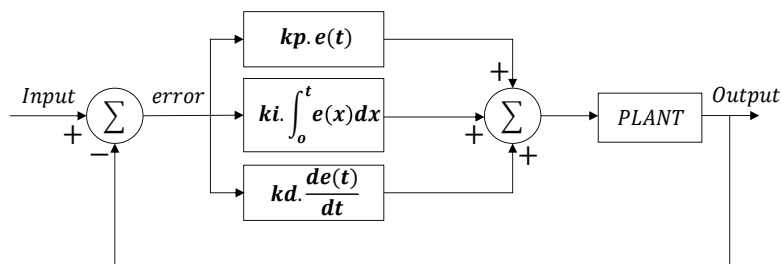 kp.e(t)
Input
+
−
∑
error
ki.∫ₒᵗ e(x)dx
kd.de(t)/dt
+
+
+
∑
PLANT
Output